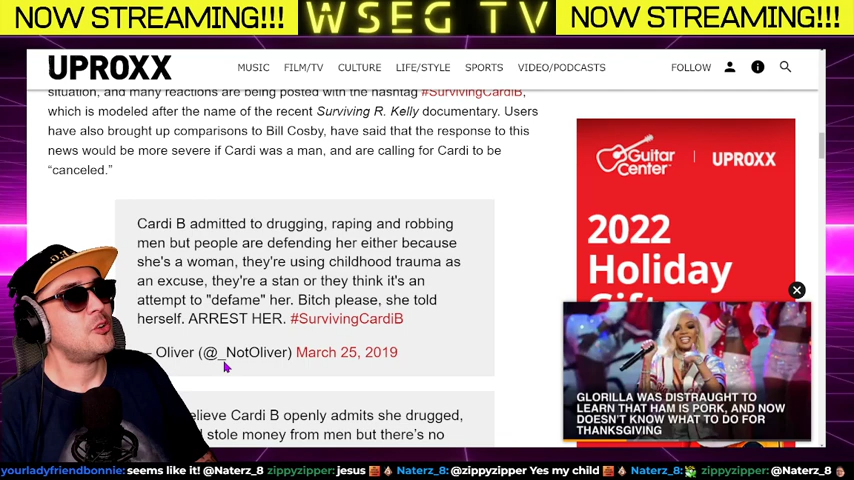 NOW STREAMING!!!
WSEG TV
NOW STREAMING!!!
UPROXX
MUSIC FILM/TV CULTURE LIFE/STYLE SPORTS VIDEO/PODCASTS FOLLOW
situation, and many reactions are being posted with the hashtag #SurvivingCardiB,
which is modeled after the name of the recent Surviving R. Kelly documentary. Users
have also brought up comparisons to Bill Cosby, have said that the response to this
news would be more severe if Cardi was a man, and are calling for Cardi to be
“canceled.”
Cardi B admitted to drugging, raping and robbing
men but people are defending her either because
she's a woman, they're using childhood trauma as
an excuse, they're a stan or they think it's an
attempt to "defame" her. Bitch please, she told
herself. ARREST HER. #SurvivingCardiB
— Oliver (@_NotOliver) March 25, 2019
elieve Cardi B openly admits she drugged,
stole money from men but there's no
Guitar Center
UPROXX
2022
Holiday
GLORILLA WAS DISTRAUGHT TO
LEARN THAT HAM IS PORK, AND NOW
DOESN'T KNOW WHAT TO DO FOR
THANKSGIVING
yourladyfriendbonnie: seems like it! @Naterz_8 zippyzipper: jesus Naterz_8: @zippyzipper Yes my child Naterz_8: zippyzipper: @Naterz_8